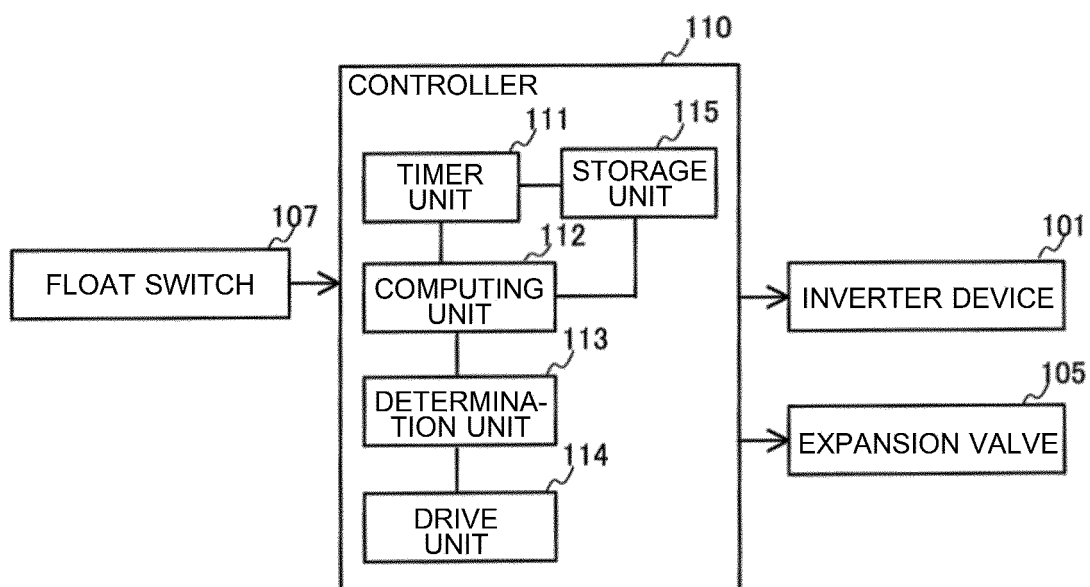 110
CONTROLLER
111
115
TIMER
UNIT
STORAGE
UNIT
107
FLOAT SWITCH
112
COMPUTING
UNIT
101
INVERTER DEVICE
113
DETERMINA-
TION UNIT
105
EXPANSION VALVE
114
DRIVE
UNIT